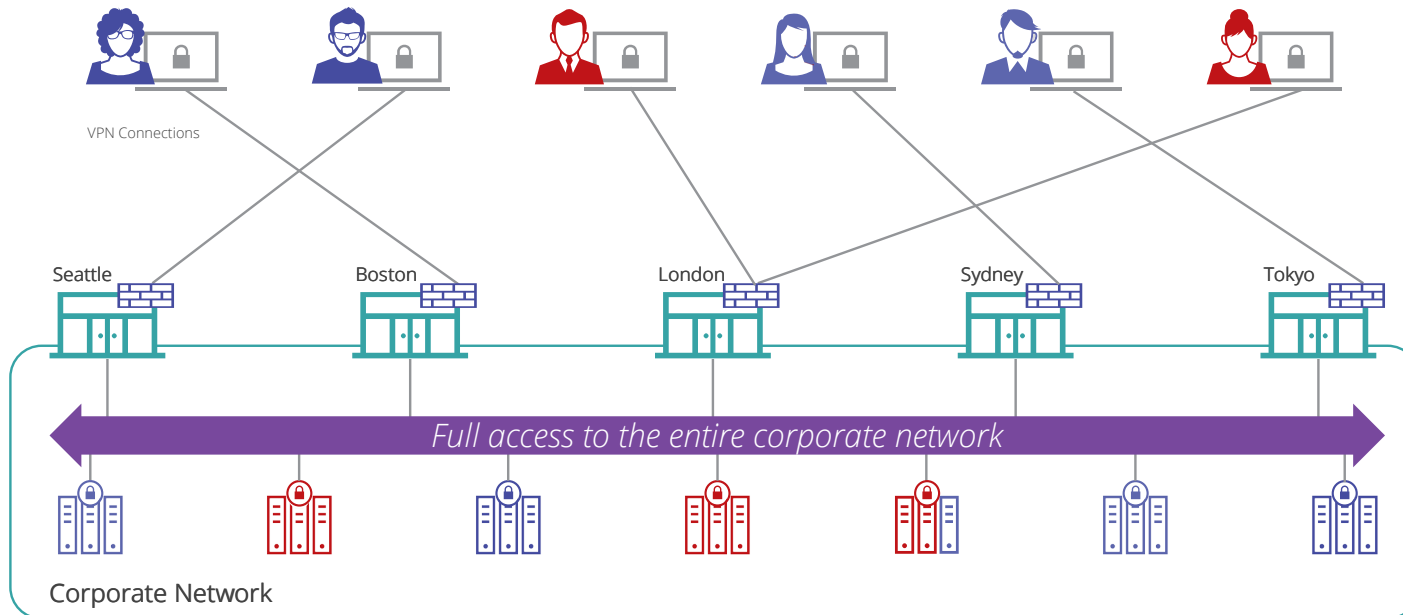 VPN Connections
Seattle
Boston
London
Sydney
Tokyo
Full access to the entire corporate network
Corporate Network